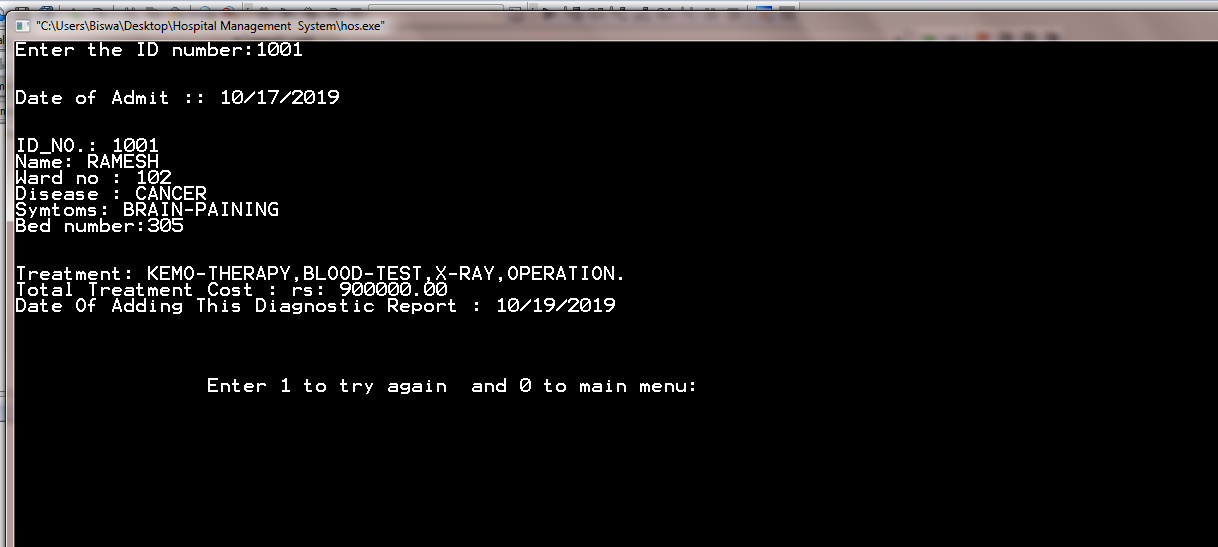 "C:\Users\Biswa\Desktop\Hospital Management  System\hos.exe"
Enter the ID number:1001
Date of Admit :: 10/17/2019
ID_NO.: 1001
Name: RAMESH
Ward no : 102
Disease : CANCER
Symtoms: BRAIN-PAINING
Bed number:305
Treatment: KEMO-THERAPY,BLOOD-TEST,X-RAY,OPERATION.
Total Treatment Cost : rs: 900000.00
Date Of Adding This Diagnostic Report : 10/19/2019
Enter 1 to try again  and 0 to main menu: